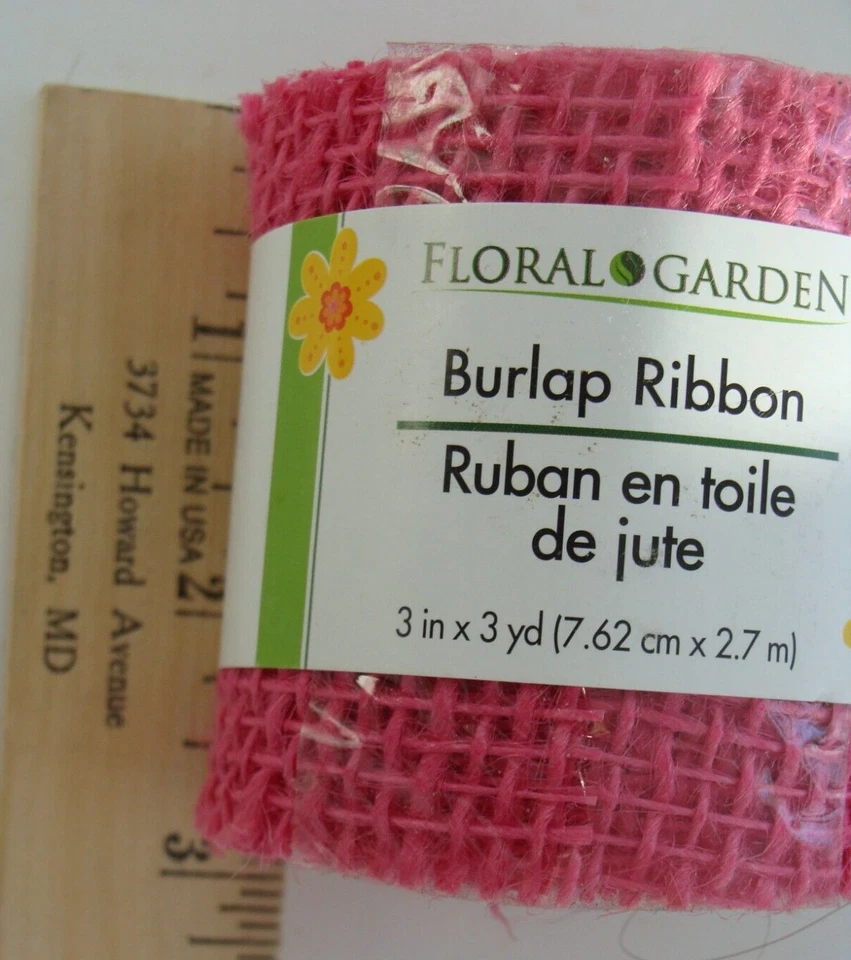 FLORAL GARDEN
Burlap Ribbon
Ruban en toile
de jute
3 in x 3 yd (7.62 cm x 2.7 m)
1
MADE IN USA
2
3
3734 Howard Avenue
Kensington, MD